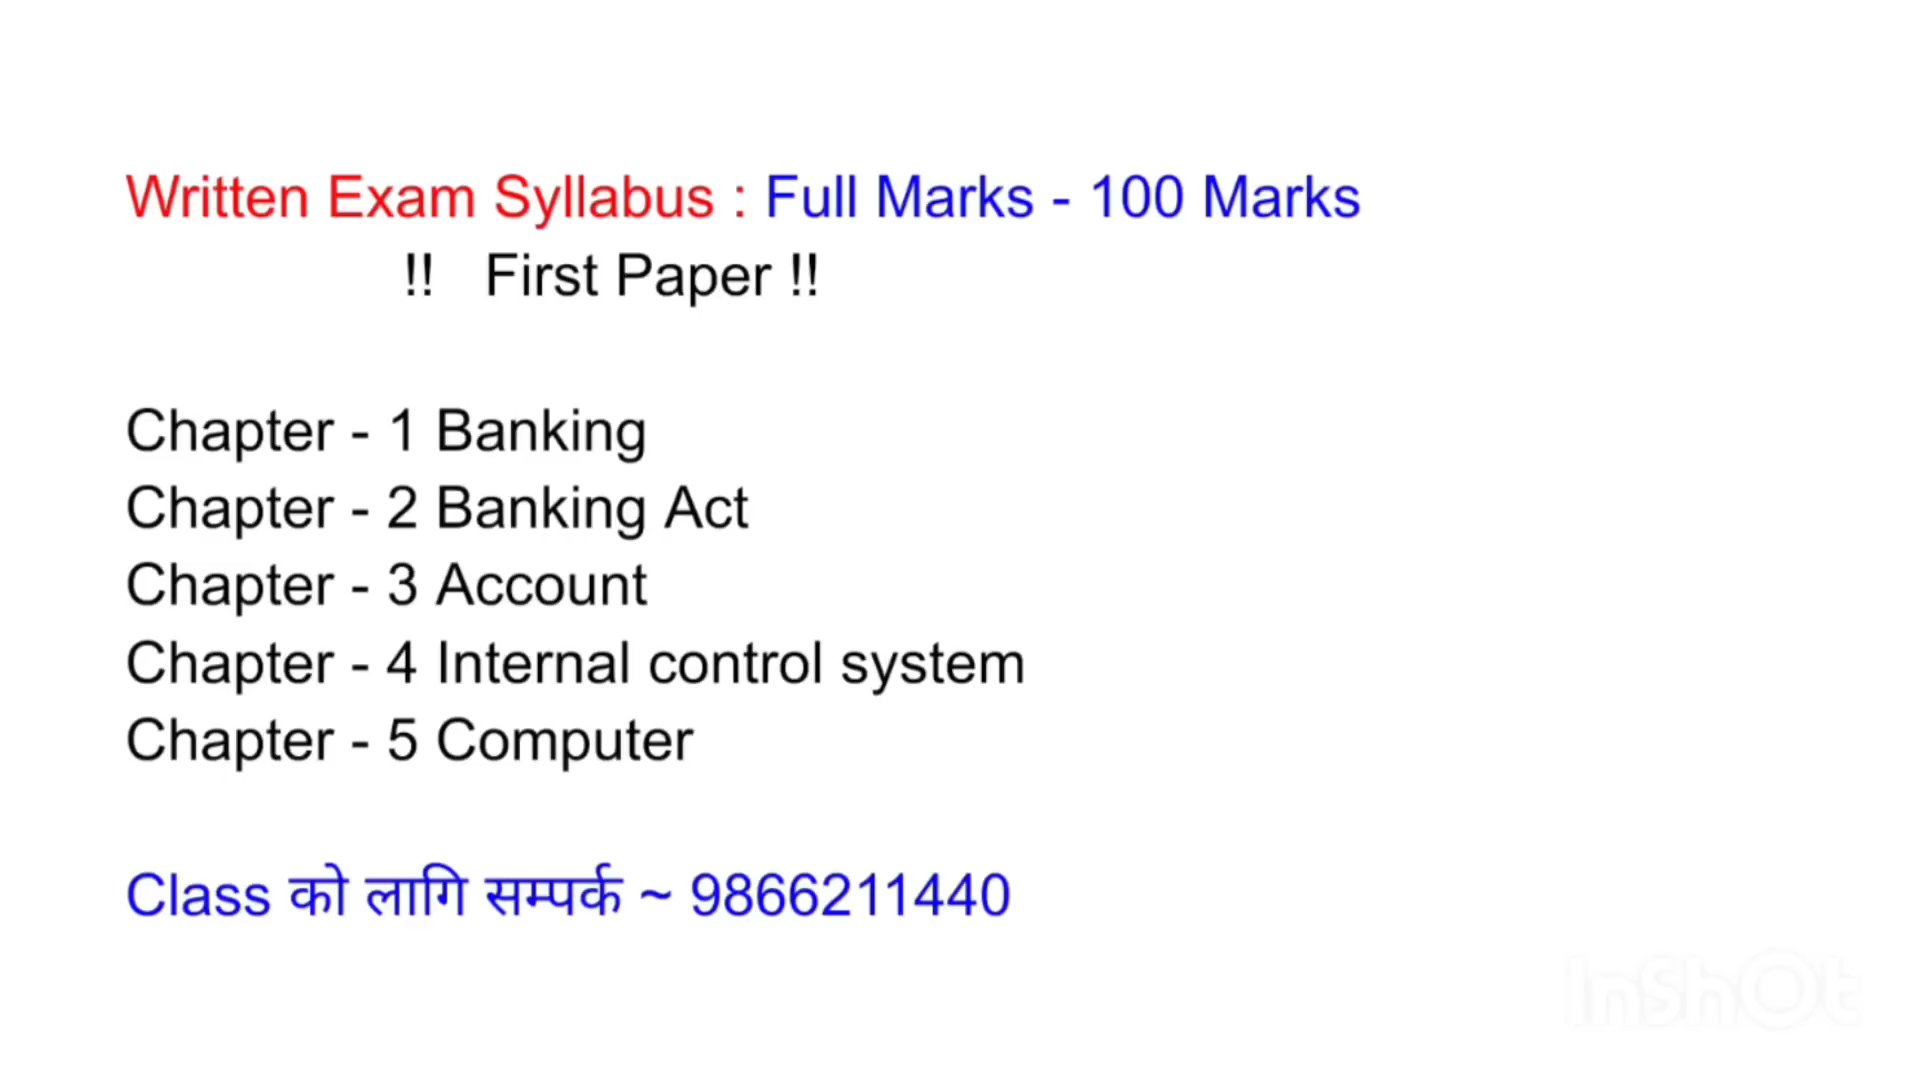 Written Exam Syllabus : Full Marks - 100 Marks
!! First Paper !!
Chapter - 1 Banking
Chapter - 2 Banking Act
Chapter - 3 Account
Chapter - 4 Internal control system
Chapter - 5 Computer
Class को लागि सम्पर्क ~ 9866211440
InShOt